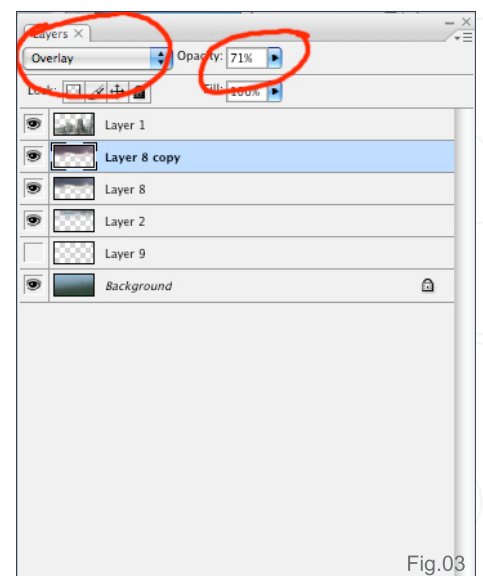 Layers ×
Overlay Opacity: 71%
Lock: Fill: 100%
Layer 1
Layer 8 copy
Layer 8
Layer 2
Layer 9
Background
Fig.03